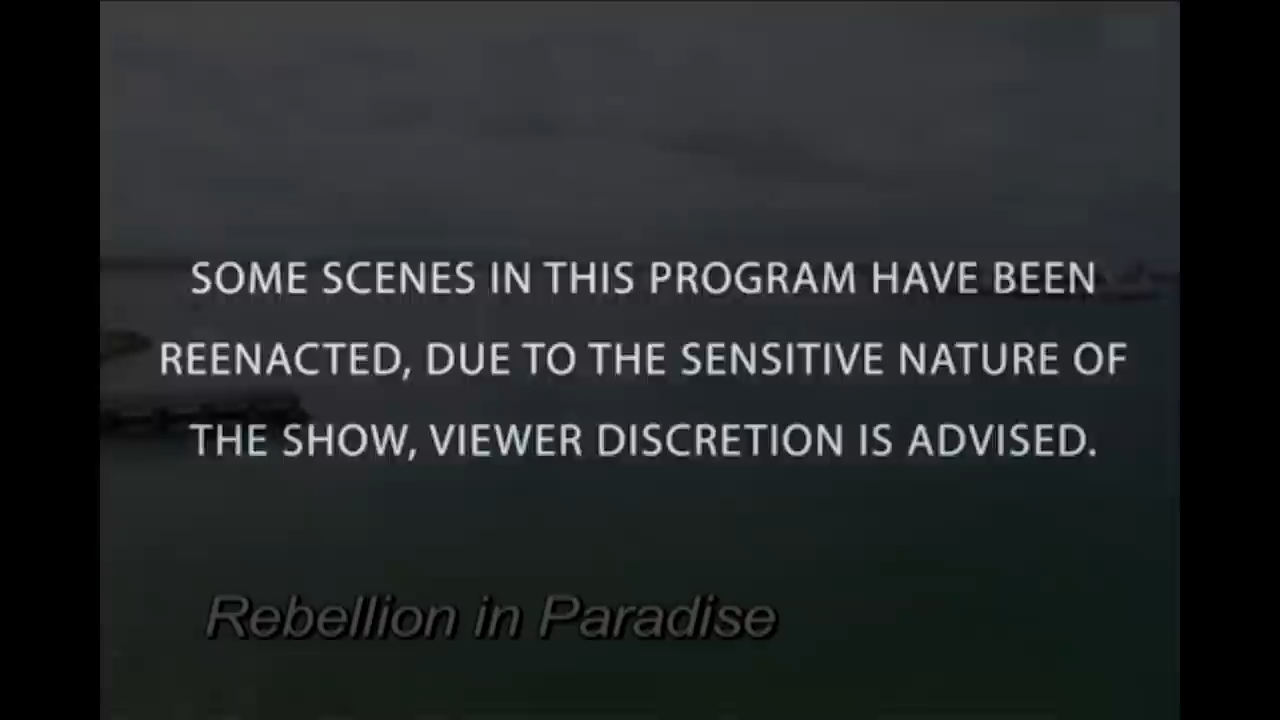 SOME SCENES IN THIS PROGRAM HAVE BEEN
REENACTED, DUE TO THE SENSITIVE NATURE OF
THE SHOW, VIEWER DISCRETION IS ADVISED.
Rebellion in Paradise